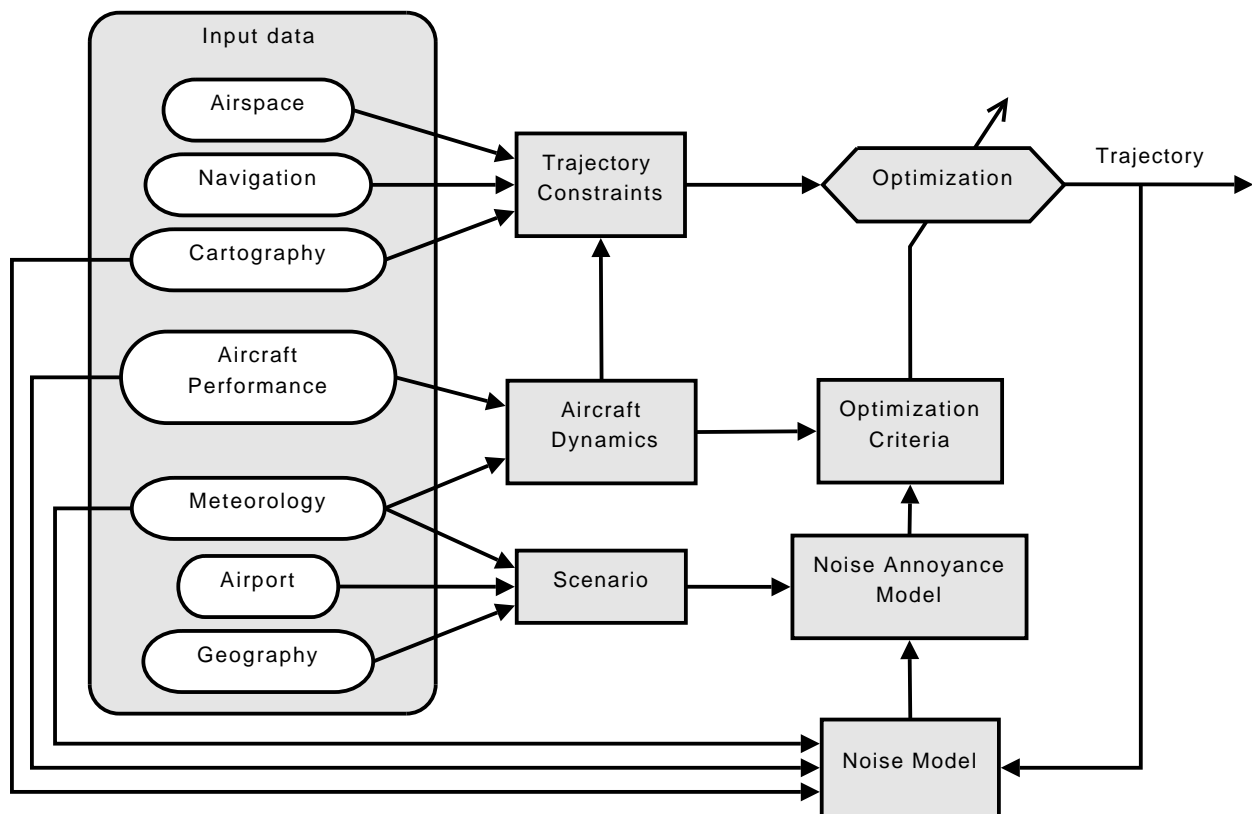 Input data
Airspace
Navigation
Cartography
Aircraft
Performance
Meteorology
Airport
Geography
Trajectory
Constraints
Aircraft
Dynamics
Scenario
Optimization
Trajectory
Optimization
Criteria
Noise Annoyance
Model
Noise Model